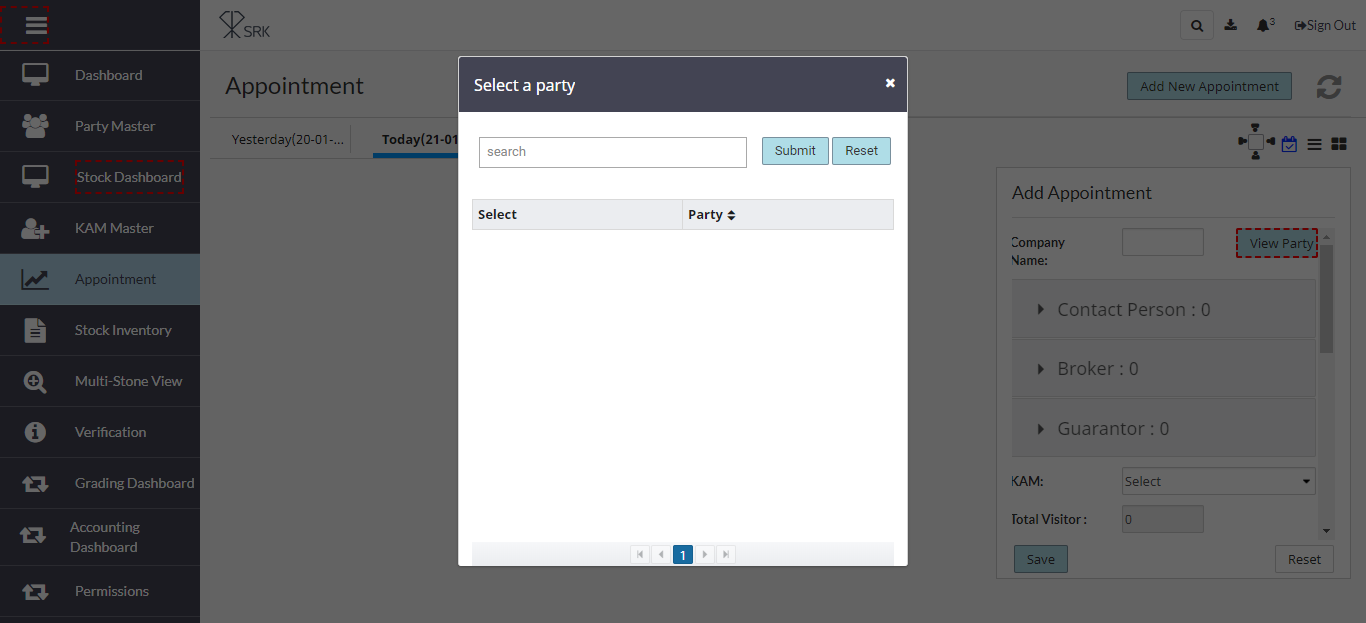 SRK
3
Sign Out
Dashboard
Party Master
Stock Dashboard
KAM Master
Appointment
Stock Inventory
Multi-Stone View
Verification
Grading Dashboard
Accounting
Dashboard
Permissions
Appointment
Add New Appointment
Yesterday(20-01-...
Today(21-01
Select a party
search
Submit
Reset
Select
Party
1
Add Appointment
Company
Name:
View Party
Contact Person : 0
Broker : 0
Guarantor : 0
KAM:
Select
Total Visitor :
0
Save
Reset